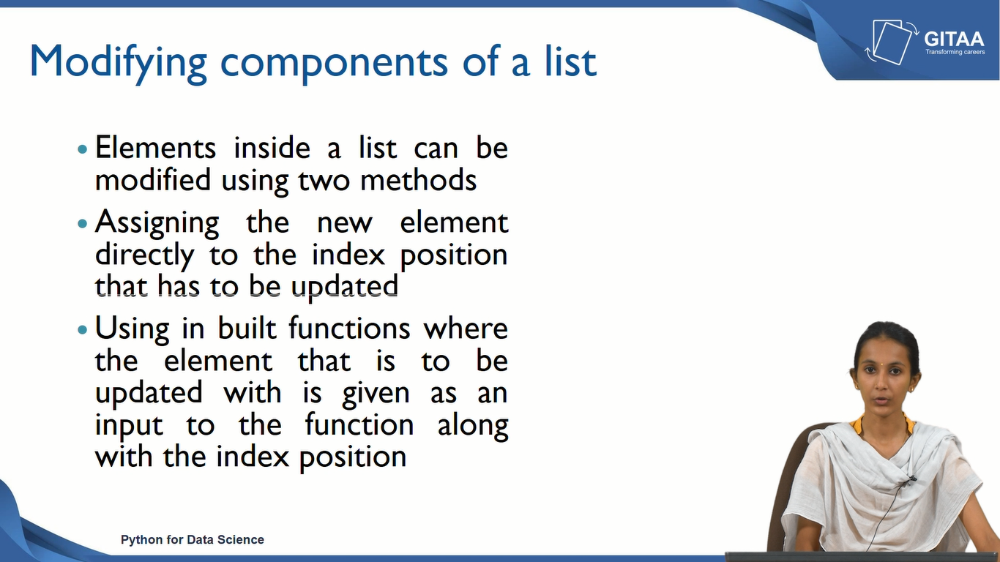 Modifying components of a list
GITAA
Transforming careers
• Elements inside a list can be
modified using two methods
• Assigning the new element
directly to the index position
that has to be updated
• Using in built functions where
the element that is to be
updated with is given as an
input to the function along
with the index position
Python for Data Science